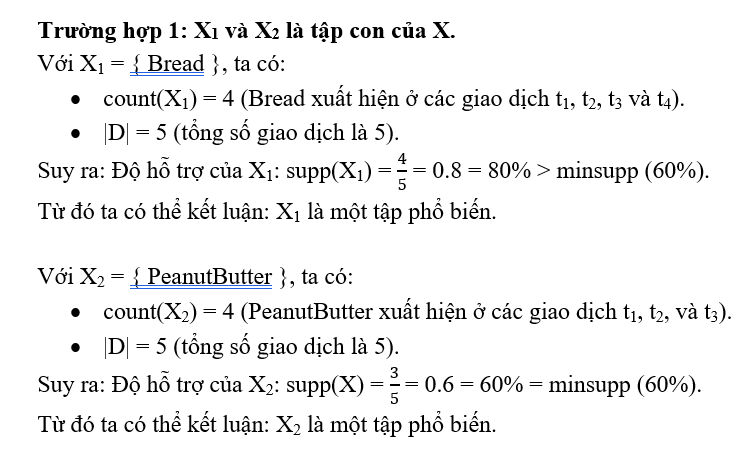 Trường hợp 1: X₁ và X₂ là tập con của X.
Với X₁ = { Bread }, ta có:
• count(X₁) = 4 (Bread xuất hiện ở các giao dịch t₁, t₂, t₃ và t₄).
• |D| = 5 (tổng số giao dịch là 5).
Suy ra: Độ hỗ trợ của X₁: supp(X₁) = 4/5 = 0.8 = 80% > minsupp (60%).
Từ đó ta có thể kết luận: X₁ là một tập phổ biến.
Với X₂ = { PeanutButter }, ta có:
• count(X₂) = 4 (PeanutButter xuất hiện ở các giao dịch t₁, t₂, và t₃).
• |D| = 5 (tổng số giao dịch là 5).
Suy ra: Độ hỗ trợ của X₂: supp(X) = 3/5 = 0.6 = 60% = minsupp (60%).
Từ đó ta có thể kết luận: X₂ là một tập phổ biến.